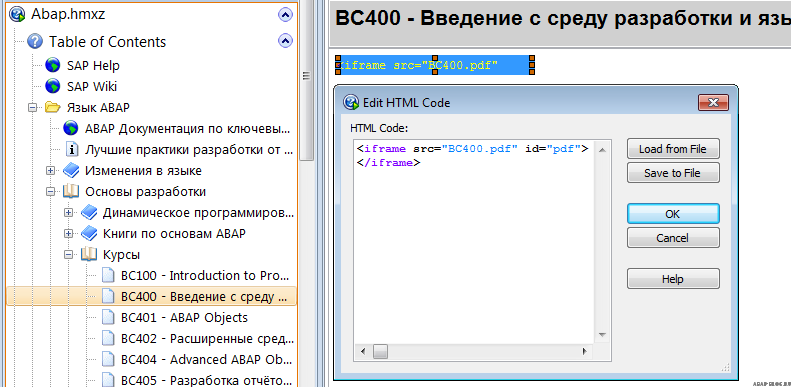 Abap.hmxz
Table of Contents
SAP Help
SAP Wiki
Язык ABAP
ABAP Документация по ключевы...
Лучшие практики разработки от ...
Изменения в языке
Основы разработки
Динамическое программиров...
Книги по основам ABAP
Курсы
BC100 - Introduction to Pro...
BC400 - Введение с среду ...
BC401 - ABAP Objects
BC402 - Расширенные сред...
BC404 - Advanced ABAP Ob...
BC405 - Разработка отчёто...
BC400 - Введение с среду разработки и язы
<iframe src="BC400.pdf"
Edit HTML Code
HTML Code:
<iframe src="BC400.pdf" id="pdf">
</iframe>
Load from File
Save to File
OK
Cancel
Help
ABAP-BLOG.RU